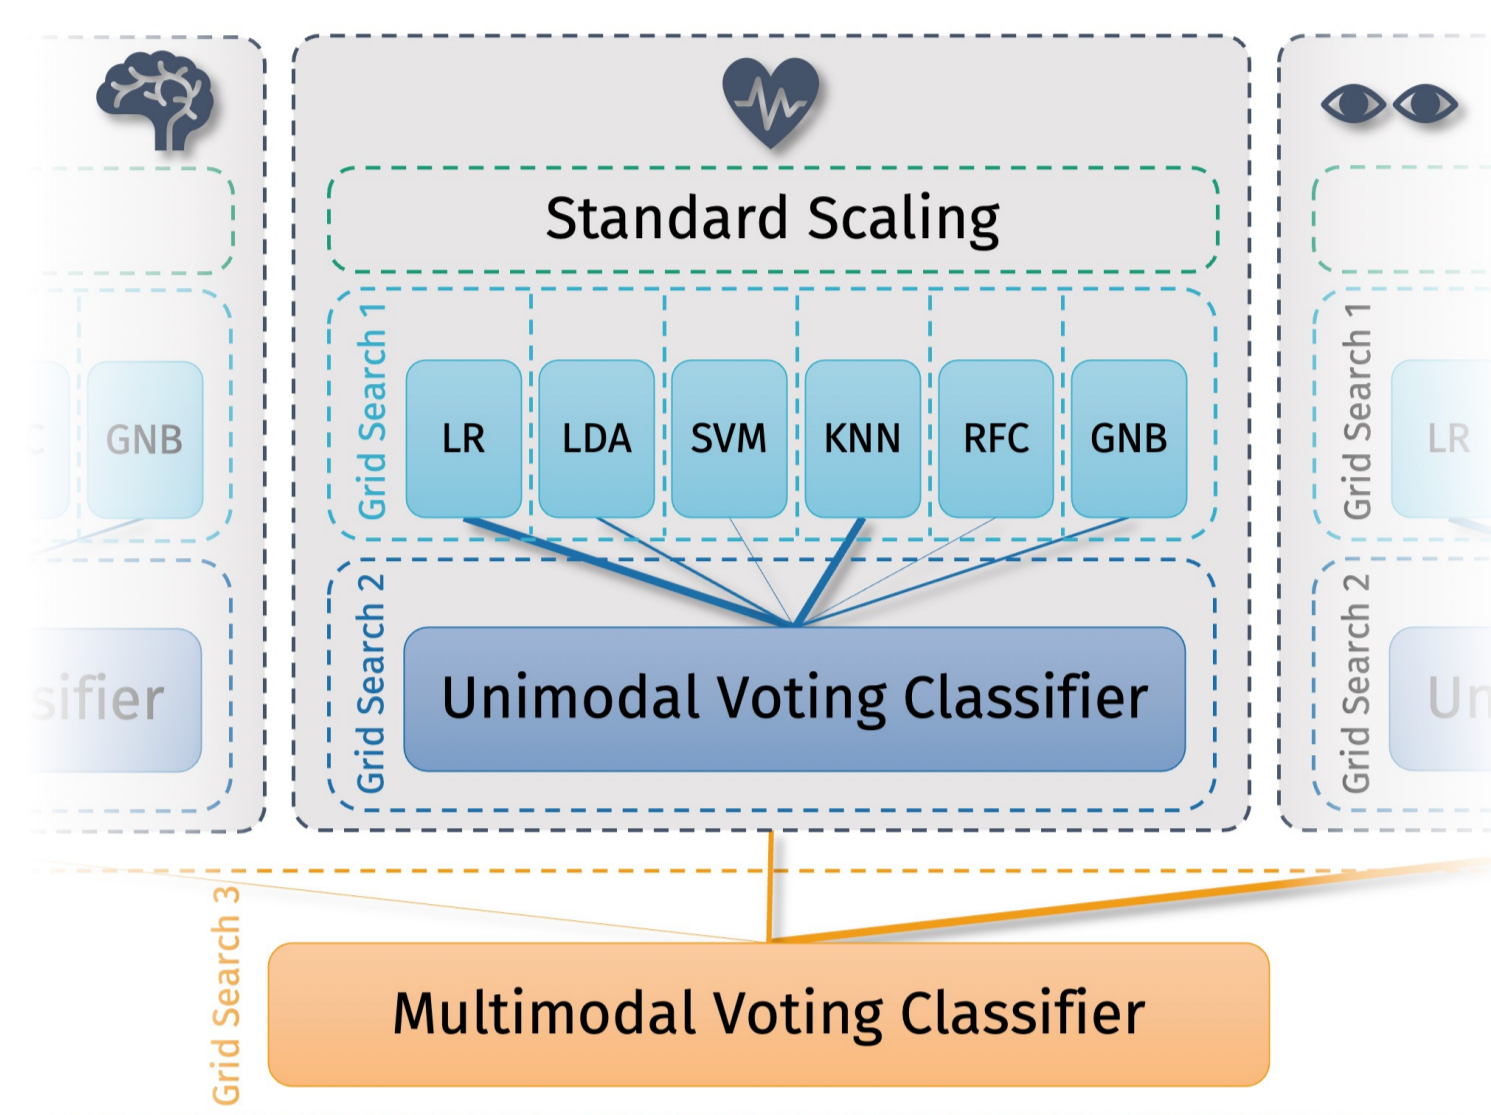 Standard Scaling
Grid Search 1
LR LDA SVM KNN RFC GNB
Grid Search 2
Unimodal Voting Classifier
C GNB
sifier
Grid Search 1
LR
Grid Search 2
Un
Grid Search 3
Multimodal Voting Classifier